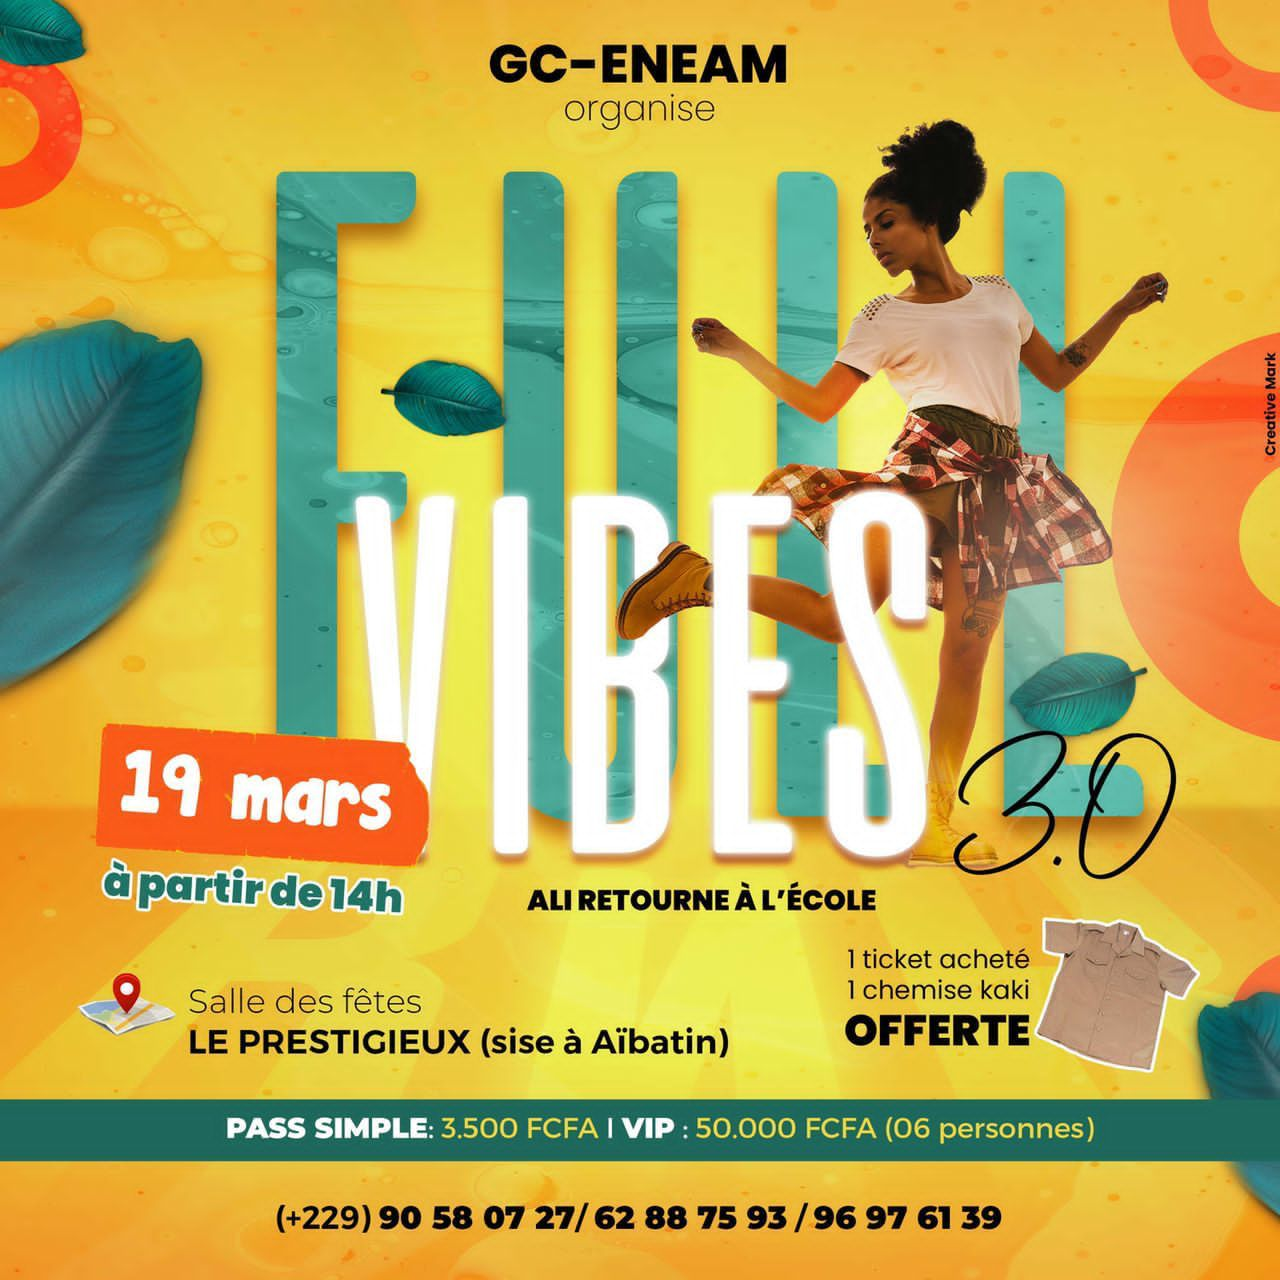 GC-ENEAM
organise
FULL
VIBES
3.0
Creative Mark
19 mars
à partir de 14h
ALI RETOURNE À L'ÉCOLE
1 ticket acheté
1 chemise kaki
OFFERTE
Salle des fêtes
LE PRESTIGIEUX (sise à Aïbatin)
PASS SIMPLE: 3.500 FCFA I VIP : 50.000 FCFA (06 personnes)
(+229) 90 58 07 27/ 62 88 75 93 / 96 97 61 39